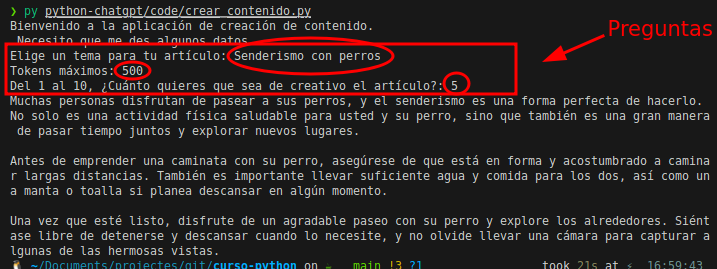 ❯ py python-chatgpt/code/crear_contenido.py
Bienvenido a la aplicación de creación de contenido.
Necesito que me des algunos datos
Preguntas
Elige un tema para tu artículo: Senderismo con perros
Tokens máximos: 500
Del 1 al 10, ¿Cuánto quieres que sea de creativo el artículo?: 5
Muchas personas disfrutan de pasear a sus perros, y el senderismo es una forma perfecta de hacerlo.
No solo es una actividad física saludable para usted y su perro, sino que también es una gran manera
de pasar tiempo juntos y explorar nuevos lugares.
Antes de emprender una caminata con su perro, asegúrese de que está en forma y acostumbrado a camina
r largas distancias. También es importante llevar suficiente agua y comida para los dos, así como un
a manta o toalla si planea descansar en algún momento.
Una vez que esté listo, disfrute de un agradable paseo con su perro y explore los alrededores. Siént
ase libre de detenerse y descansar cuando lo necesite, y no olvide llevar una cámara para capturar a
lgunas de las hermosas vistas.
~/Documents/projectes/git/curso-python on main !3 ?1 took 21s at 16:59:43